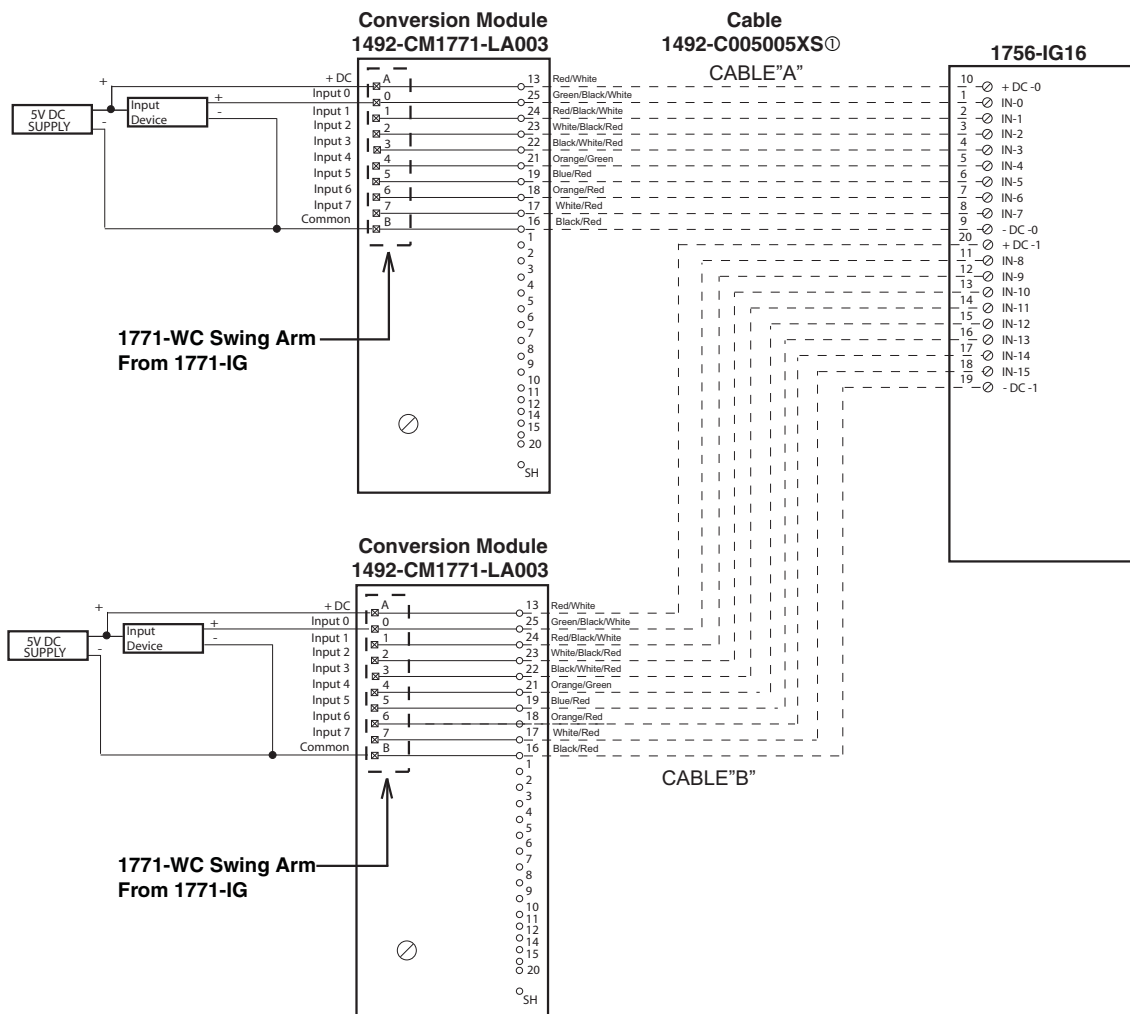 Conversion Module
1492-CM1771-LA003
Cable
1492-C005005XS①
CABLE"A"
1756-IG16
5V DC
SUPPLY
+
-
Input
Device
+
-
+ DC
Input 0
Input 1
Input 2
Input 3
Input 4
Input 5
Input 6
Input 7
Common
A
0
1
2
3
4
5
6
7
B
13 Red/White
25 Green/Black/White
24 Red/Black/White
23 White/Black/Red
22 Black/White/Red
21 Orange/Green
19 Blue/Red
18 Orange/Red
17 White/Red
16 Black/Red
1
2
3
4
5
6
7
8
9
10
11
12
14
15
20
SH
10 + DC -0
1 IN-0
2 IN-1
3 IN-2
4 IN-3
5 IN-4
6 IN-5
7 IN-6
8 IN-7
9 - DC -0
20 + DC -1
11 IN-8
12 IN-9
13 IN-10
14 IN-11
15 IN-12
16 IN-13
17 IN-14
18 IN-15
19 - DC -1
1771-WC Swing Arm
From 1771-IG
Conversion Module
1492-CM1771-LA003
5V DC
SUPPLY
+
-
Input
Device
+
-
+ DC
Input 0
Input 1
Input 2
Input 3
Input 4
Input 5
Input 6
Input 7
Common
A
0
1
2
3
4
5
6
7
B
13 Red/White
25 Green/Black/White
24 Red/Black/White
23 White/Black/Red
22 Black/White/Red
21 Orange/Green
19 Blue/Red
18 Orange/Red
17 White/Red
16 Black/Red
1
2
3
4
5
6
7
8
9
10
11
12
14
15
20
SH
CABLE"B"
1771-WC Swing Arm
From 1771-IG